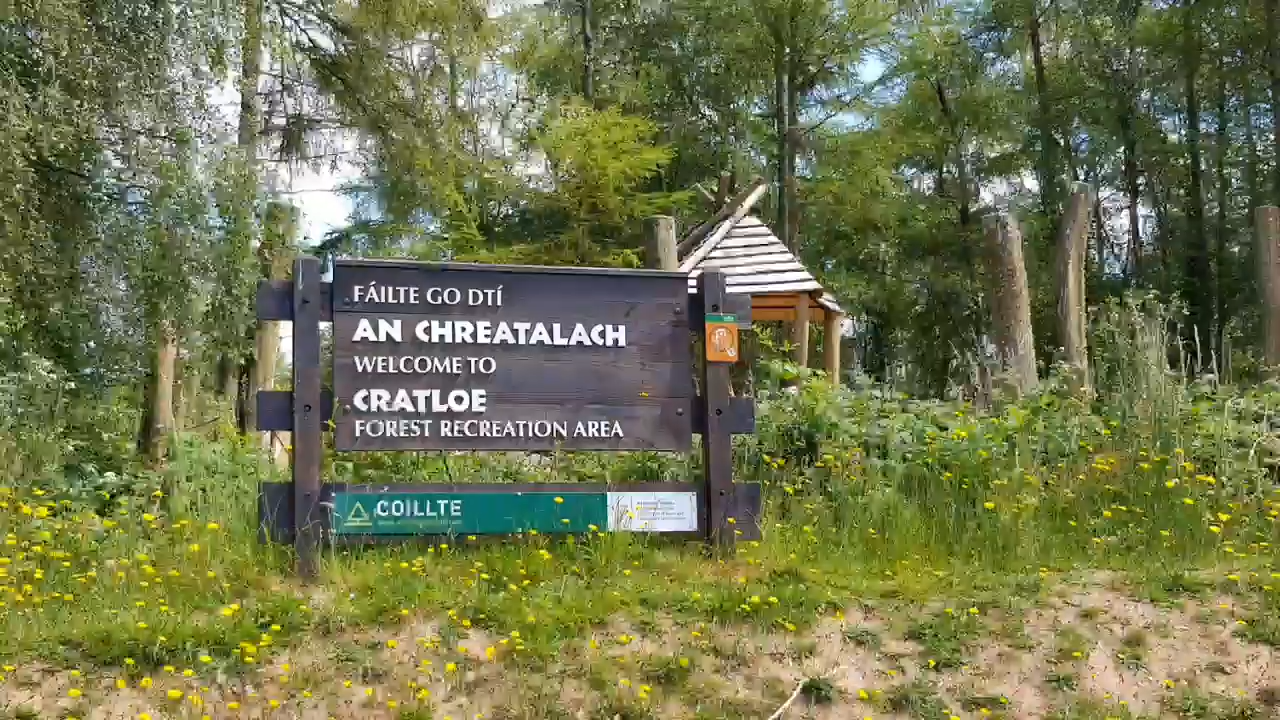 FÁILTE GO DTÍ
AN CHREATALACH
WELCOME TO
CRATLOE
FOREST RECREATION AREA
COILLTE